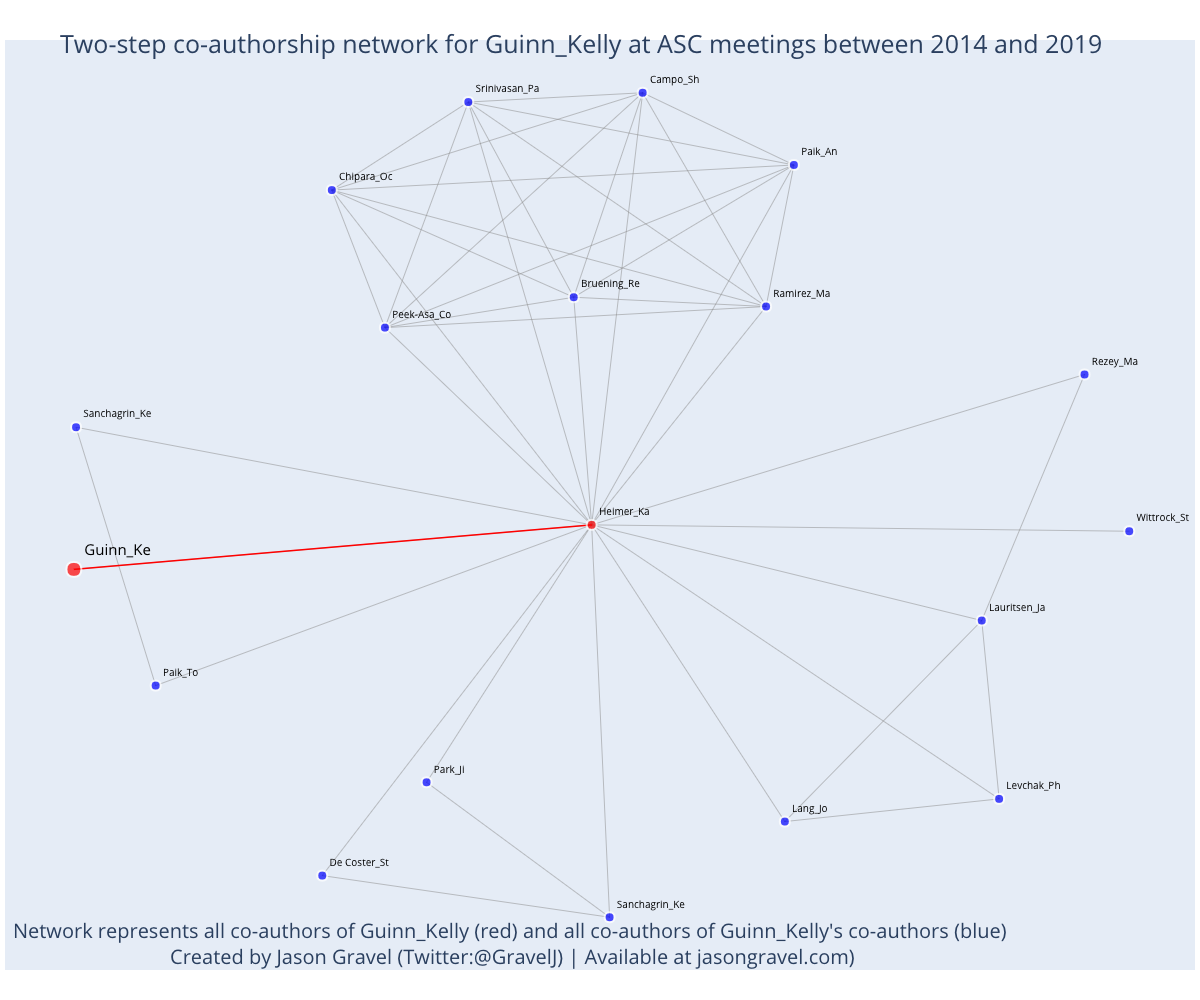 Two-step co-authorship network for Guinn_Kelly at ASC meetings between 2014 and 2019
Campo_Sh
Srinivasan_Pa
Paik_An
Chipara_Oc
Bruening_Re
Ramirez_Ma
Peek-Asa_Co
Rezey_Ma
Sanchagrin_Ke
Heimer_Ka
Wittrock_St
Guinn_Ke
Lauritsen_Ja
Paik_To
Park_Ji
Levchak_Ph
Lang_Jo
De Coster_St
Sanchagrin_Ke
Network represents all co-authors of Guinn_Kelly (red) and all co-authors of Guinn_Kelly's co-authors (blue)
Created by Jason Gravel (Twitter:@GravelJ) | Available at jasongravel.com)